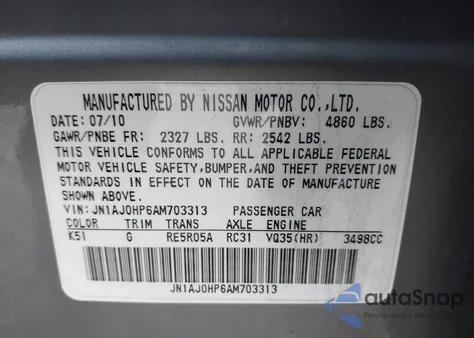 MANUFACTURED BY NISSAN MOTOR CO.,LTD.
DATE: 07/10 GVWR/PNBV: 4860 LBS.
GAWR/PNBE FR: 2327 LBS. RR: 2542 LBS.
THIS VEHICLE CONFORMS TO ALL APPLICABLE FEDERAL
MOTOR VEHICLE SAFETY,BUMPER,AND THEFT PREVENTION
STANDARDS IN EFFECT ON THE DATE OF MANUFACTURE
SHOWN ABOVE.
VIN: JN1AJ0HP6AM703313 PASSENGER CAR
COLOR TRIM TRANS AXLE ENGINE
K51 G RE5R05A RC31 VQ35(HR) 3498CC
JN1AJ0HP6AM703313
autoSnap